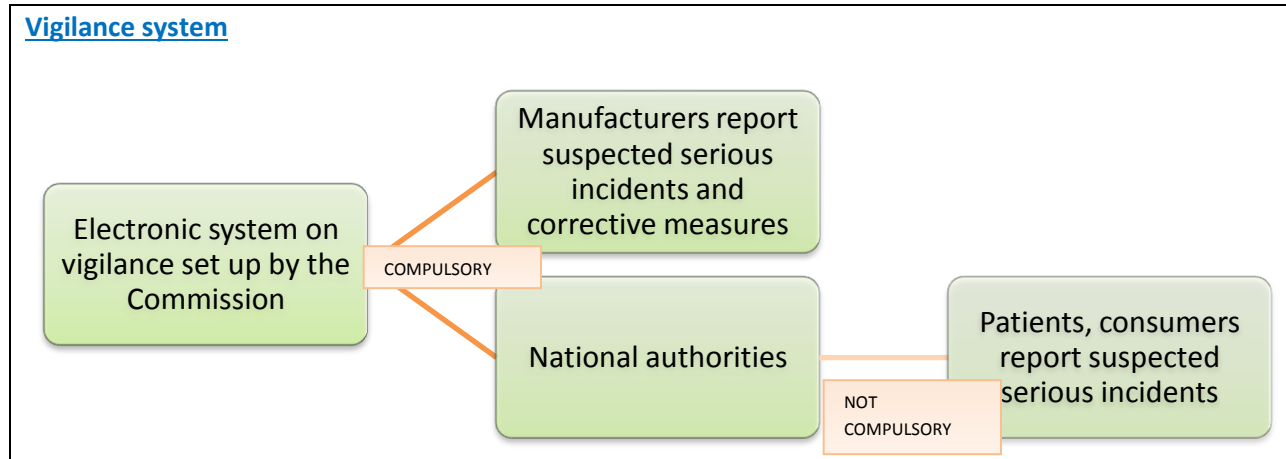 Vigilance system
Manufacturers report
suspected serious
incidents and
corrective measures
Electronic system on
vigilance set up by the
Commission
COMPULSORY
National authorities
Patients, consumers
report suspected
serious incidents
NOT
COMPULSORY